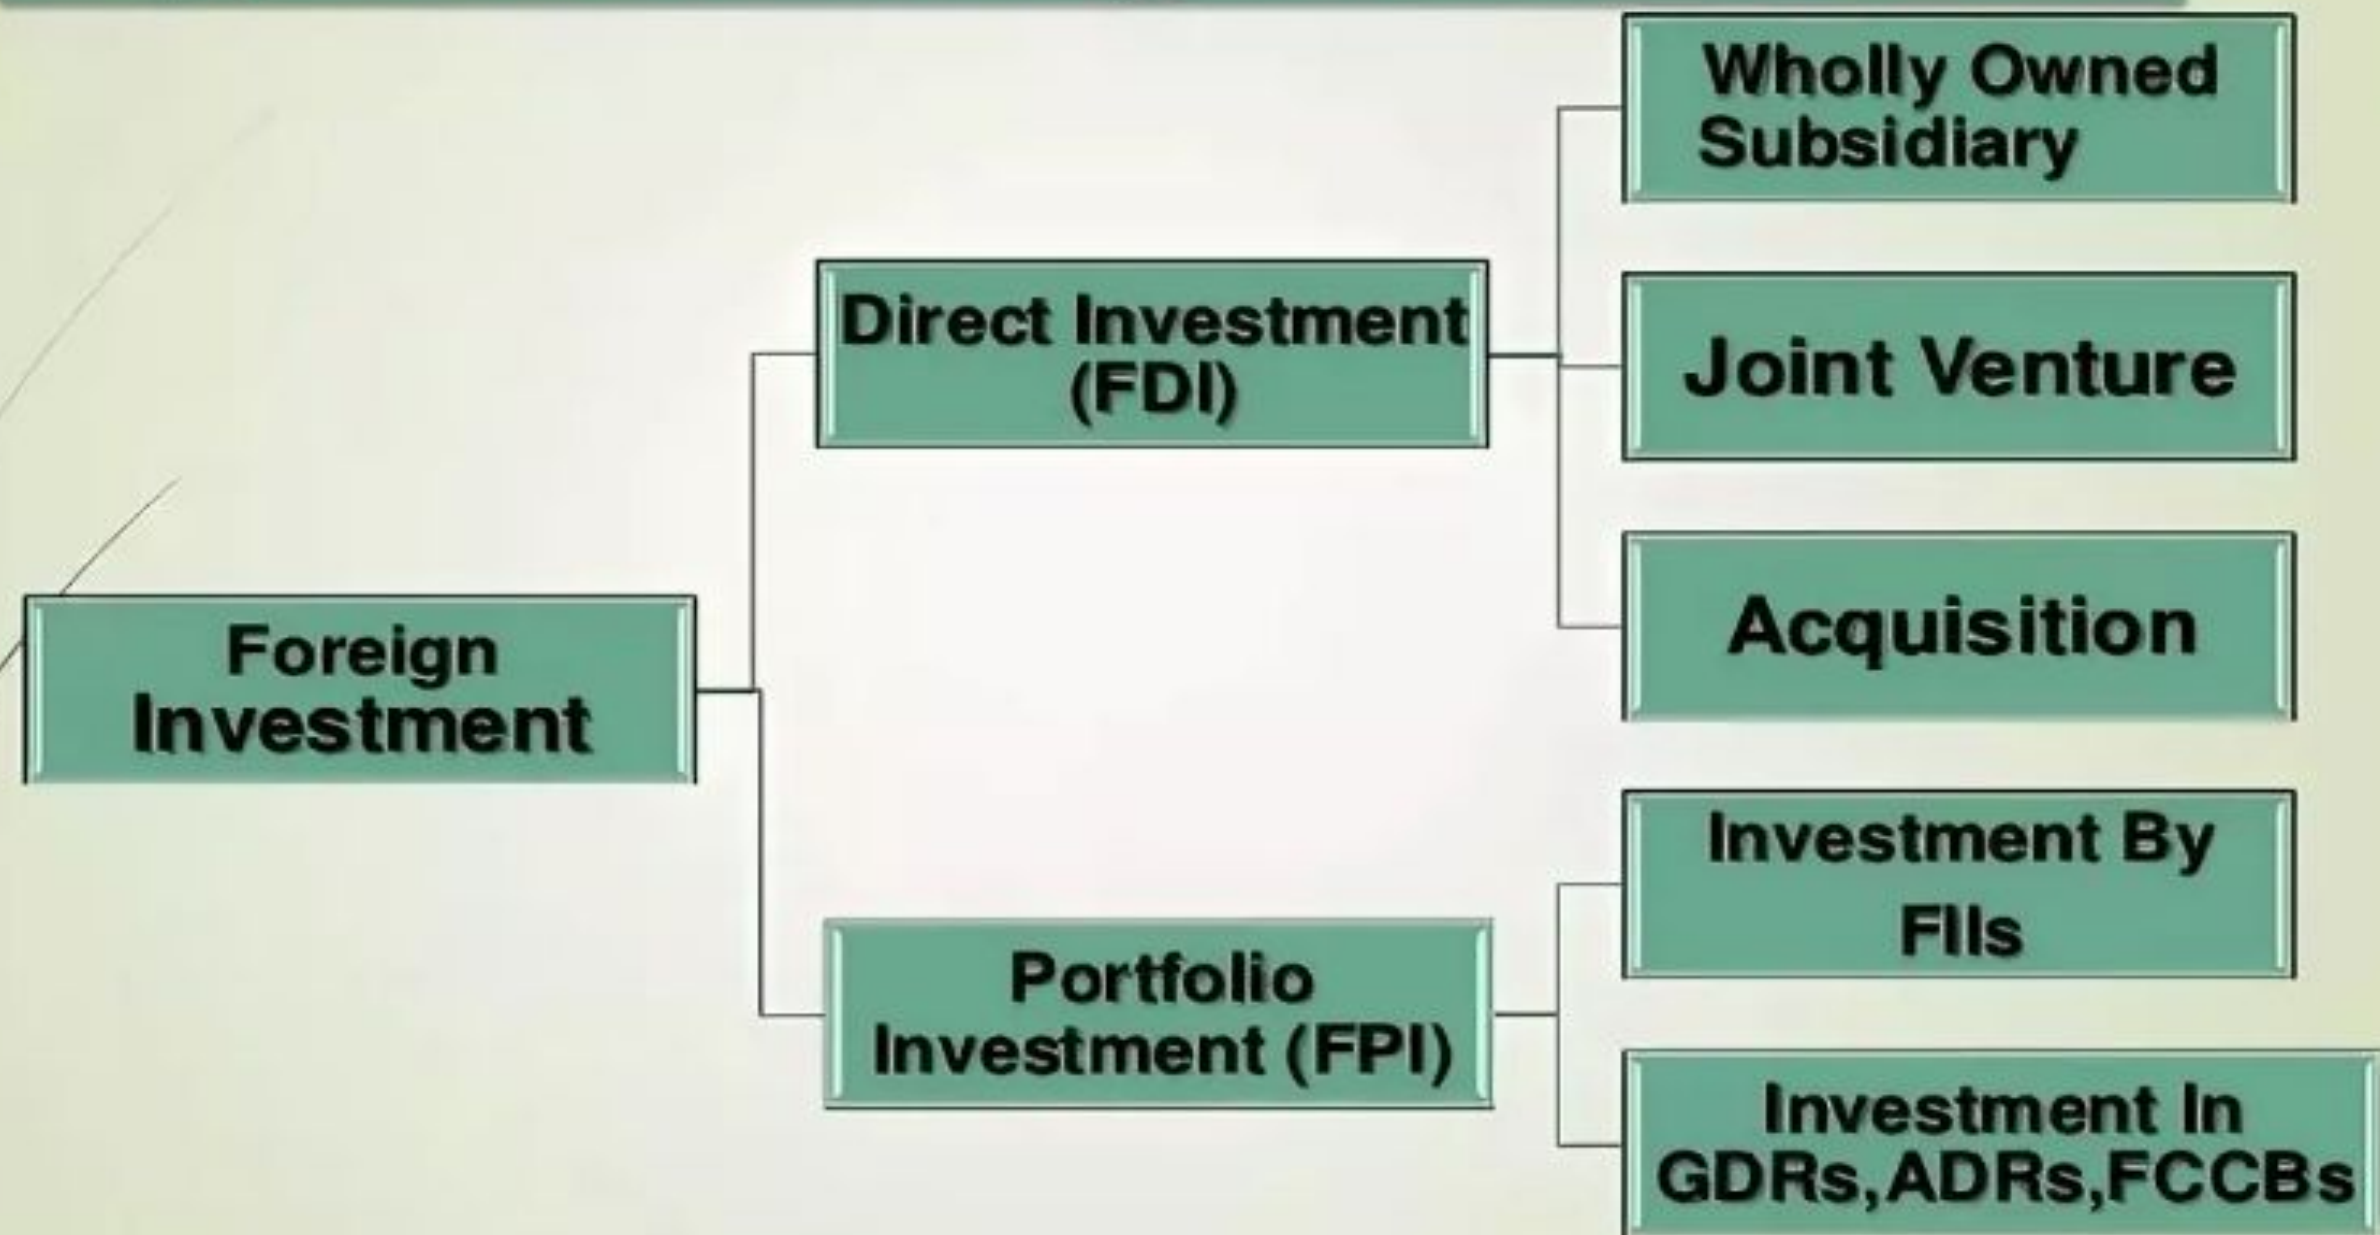 Wholly Owned
Subsidiary
Direct Investment
(FDI)
Joint Venture
Acquisition
Foreign
Investment
Investment By
FIIs
Portfolio
Investment (FPI)
Investment In
GDRs,ADRs,FCCBs